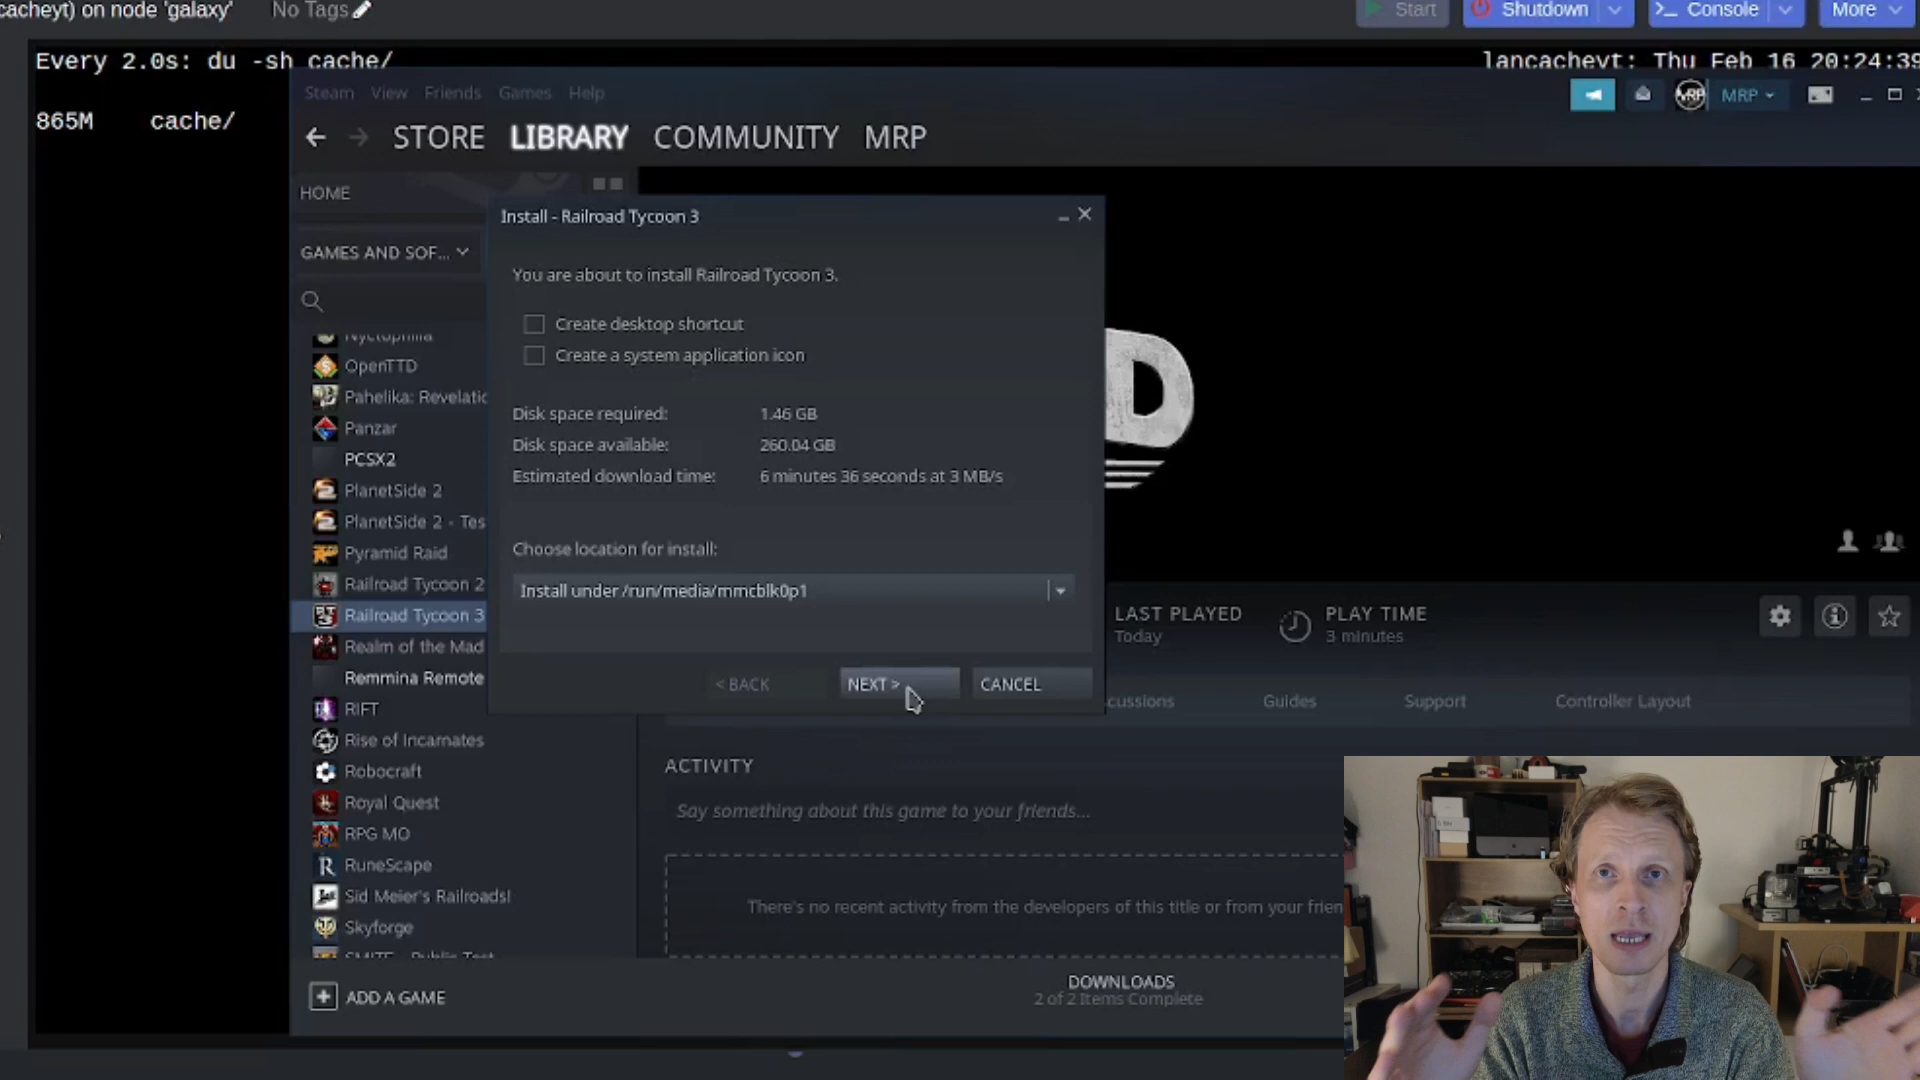 cacheyt) on node 'galaxy'
No Tags
Start
Shutdown
Console
More
Every 2.0s: du -sh cache/
lancacheyt: Thu Feb 16 20:24:39
865M cache/
Steam View Friends Games Help
MRP
MRP
STORE LIBRARY COMMUNITY MRP
HOME
GAMES AND SOF...
Nyctophilia
OpenTTD
Pahelika: Revelatic
Panzar
PCSX2
PlanetSide 2
PlanetSide 2 - Tes
Pyramid Raid
Railroad Tycoon 2
Railroad Tycoon 3
Realm of the Mad
Remmina Remote
RIFT
Rise of Incarnates
Robocraft
Royal Quest
RPG MO
RuneScape
Sid Meier's Railroads!
Skyforge
SMITE - Public Test
ADD A GAME
Install - Railroad Tycoon 3
You are about to install Railroad Tycoon 3.
Create desktop shortcut
Create a system application icon
Disk space required: 1.46 GB
Disk space available: 260.04 GB
Estimated download time: 6 minutes 36 seconds at 3 MB/s
Choose location for install:
Install under /run/media/mmcblk0p1
< BACK
NEXT >
CANCEL
D
LAST PLAYED
Today
PLAY TIME
3 minutes
cussions
Guides
Support
Controller Layout
ACTIVITY
Say something about this game to your friends...
There's no recent activity from the developers of this title or from your frien
DOWNLOADS
2 of 2 Items Complete